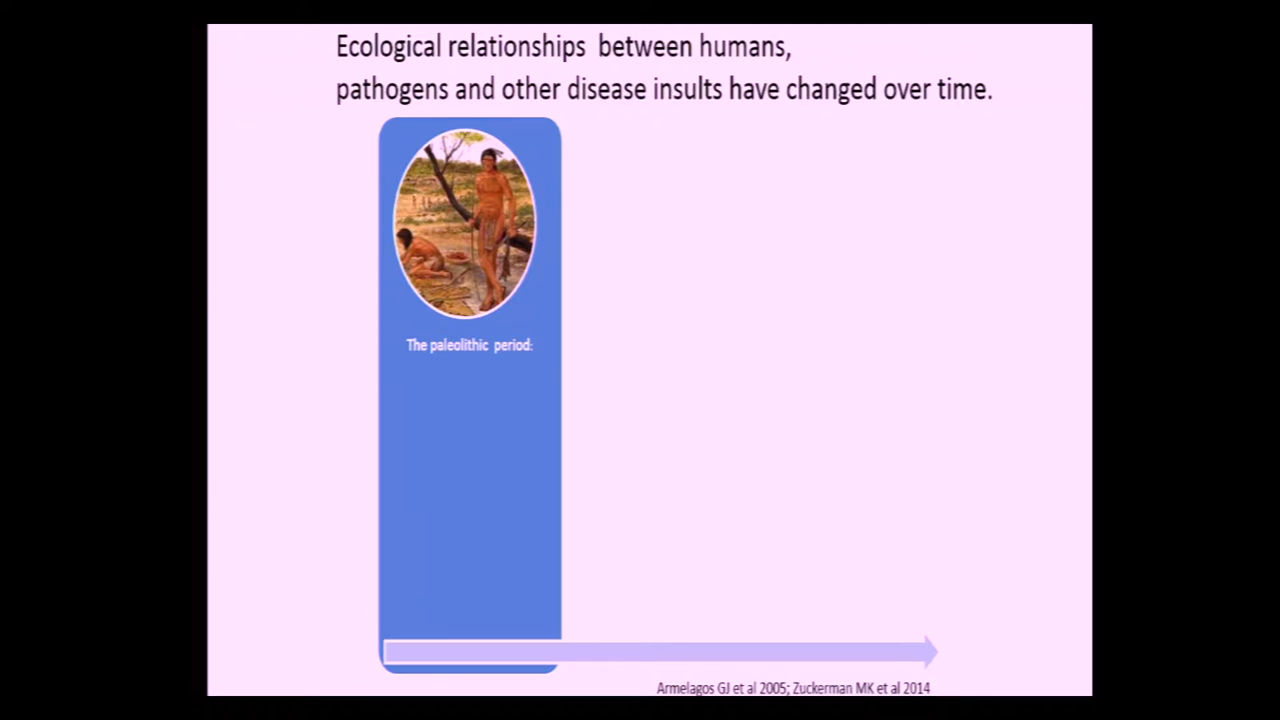 Ecological relationships between humans,
pathogens and other disease insults have changed over time.
The paleolithic period:
Armelagos GJ et al 2005; Zuckerman MK et al 2014